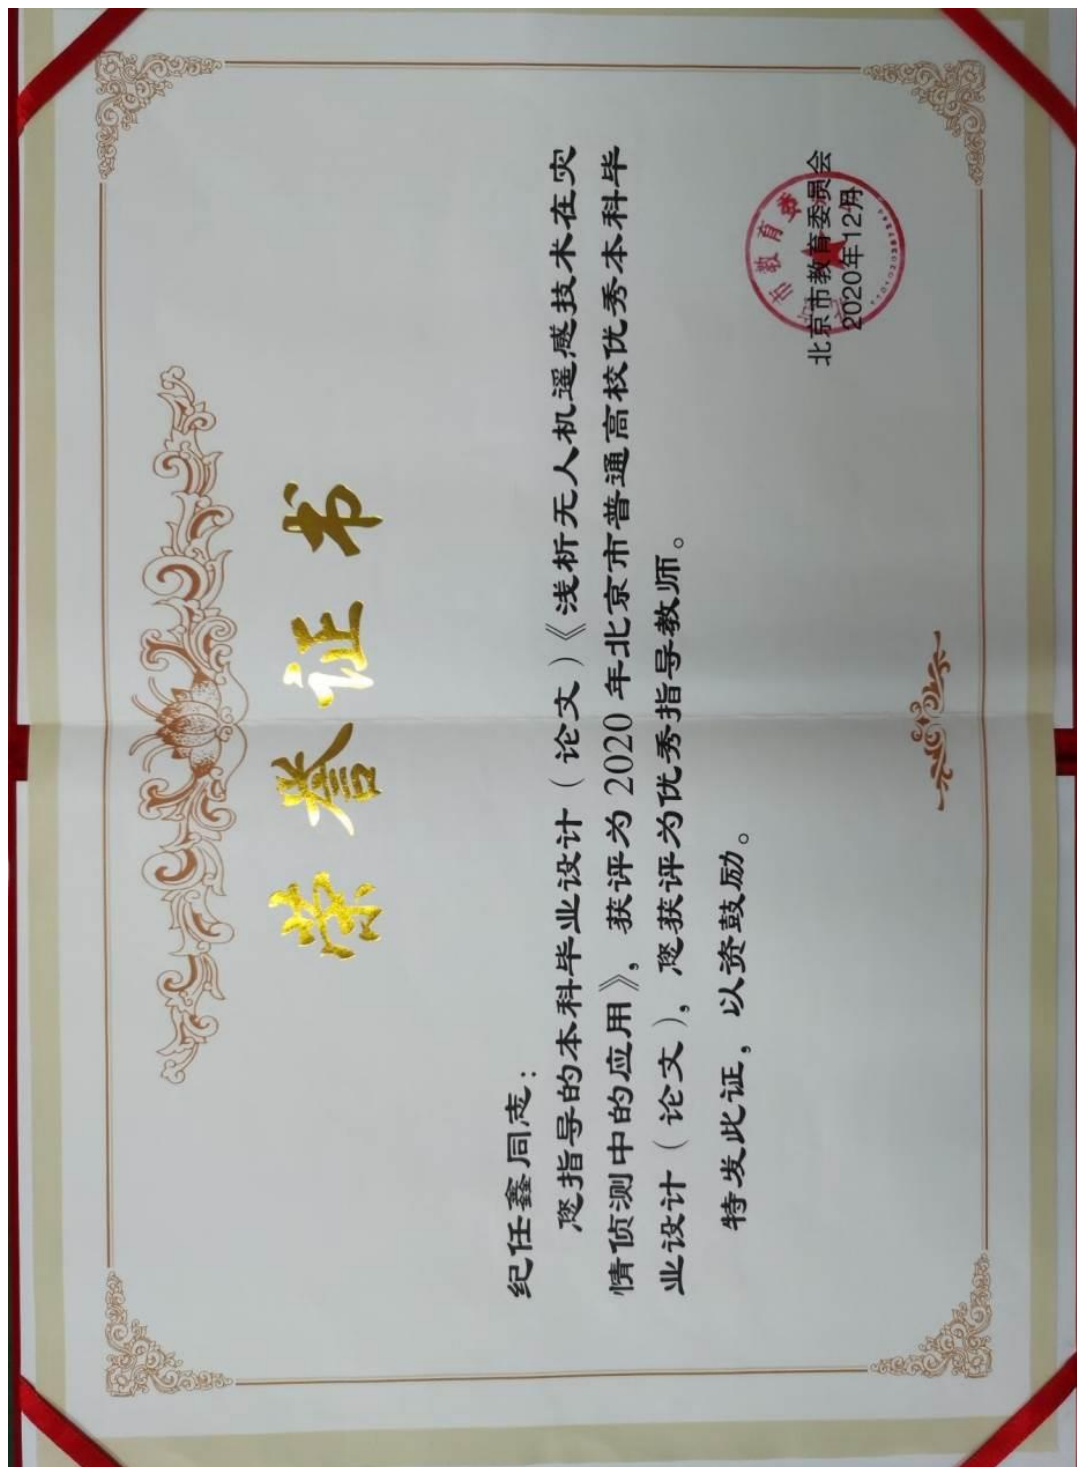 荣誉证书
纪任鑫同志：
您指导的本科毕业设计（论文）《浅析无人机遥感技术在灾
情侦测中的应用》，获评为2020年北京市普通高校优秀本科毕
业设计（论文），您获评为优秀指导教师。
特发此证，以资鼓励。
北京市教育委员会
2020年12月